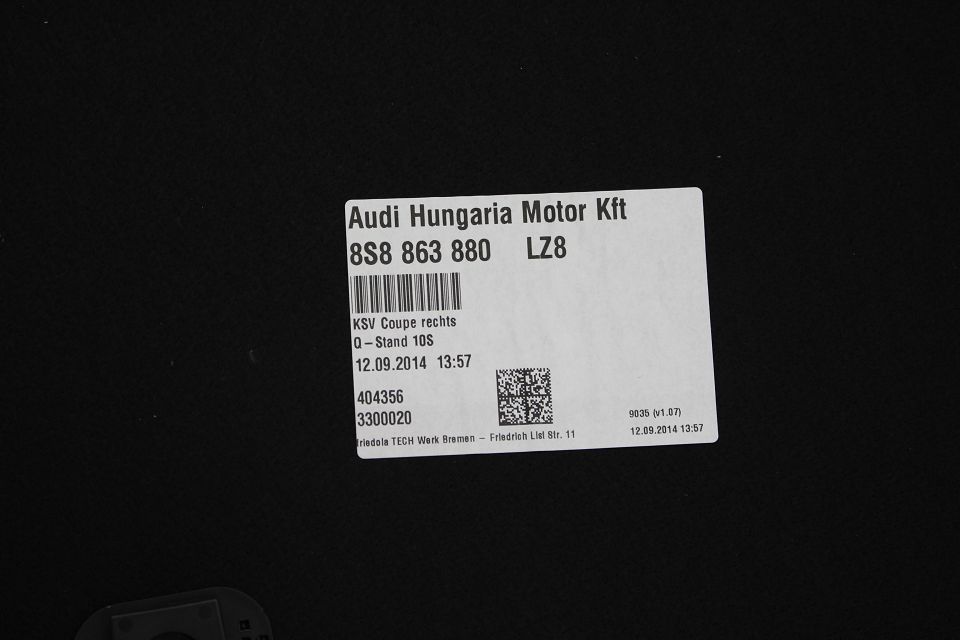 Audi Hungaria Motor Kft
8S8 863 880 LZ8
KSV Coupe rechts
Q-Stand 10S
12.09.2014 13:57
404356
3300020
9035 (v1.07)
12.09.2014 13:57
friedola TECH Werk Bremen – Friedrich List Str. 11